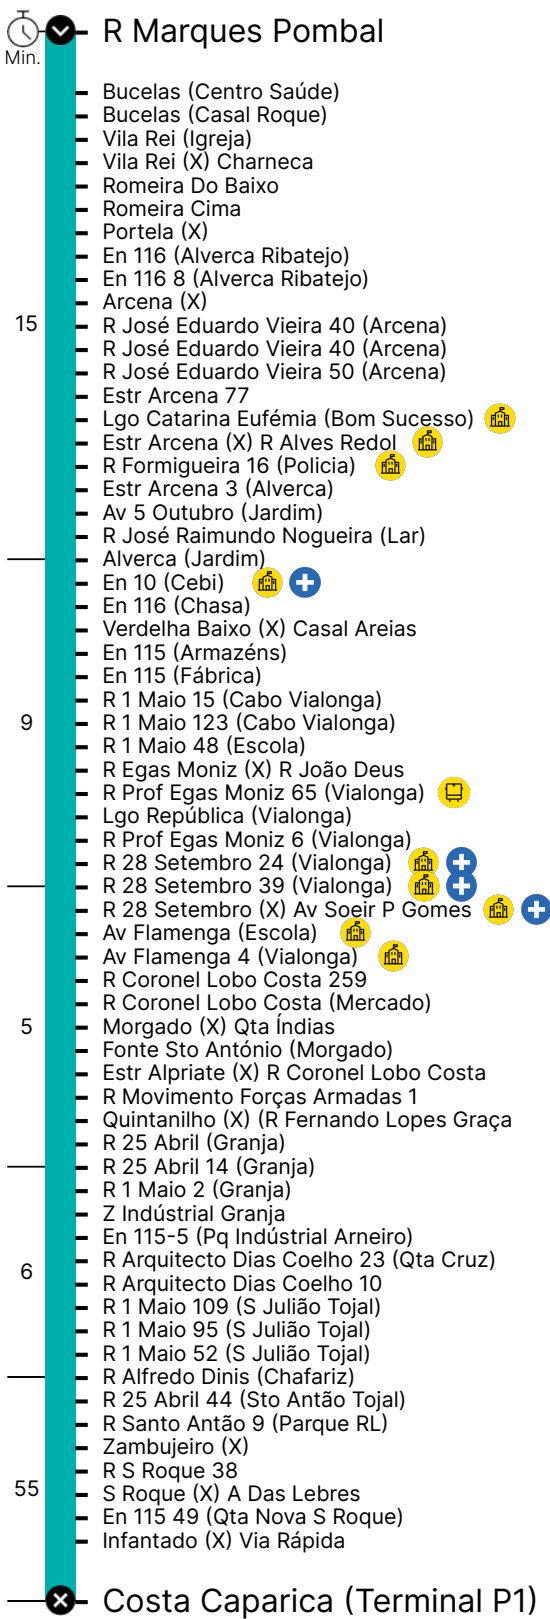 R Marques Pombal
Min.
Bucelas (Centro Saúde)
Bucelas (Casal Roque)
Vila Rei (Igreja)
Vila Rei (X) Charneca
Romeira Do Baixo
Romeira Cima
Portela (X)
En 116 (Alverca Ribatejo)
En 116 8 (Alverca Ribatejo)
Arcena (X)
15
R José Eduardo Vieira 40 (Arcena)
R José Eduardo Vieira 40 (Arcena)
R José Eduardo Vieira 50 (Arcena)
Estr Arcena 77
Lgo Catarina Eufémia (Bom Sucesso)
Estr Arcena (X) R Alves Redol
R Formigueira 16 (Policia)
Estr Arcena 3 (Alverca)
Av 5 Outubro (Jardim)
R José Raimundo Nogueira (Lar)
Alverca (Jardim)
En 10 (Cebi)
En 116 (Chasa)
Verdelha Baixo (X) Casal Areias
En 115 (Armazéns)
En 115 (Fábrica)
R 1 Maio 15 (Cabo Vialonga)
9
R 1 Maio 123 (Cabo Vialonga)
R 1 Maio 48 (Escola)
R Egas Moniz (X) R João Deus
R Prof Egas Moniz 65 (Vialonga)
Lgo República (Vialonga)
R Prof Egas Moniz 6 (Vialonga)
R 28 Setembro 24 (Vialonga)
R 28 Setembro 39 (Vialonga)
R 28 Setembro (X) Av Soeir P Gomes
Av Flamenga (Escola)
Av Flamenga 4 (Vialonga)
R Coronel Lobo Costa 259
R Coronel Lobo Costa (Mercado)
5
Morgado (X) Qta Índias
Fonte Sto António (Morgado)
Estr Alpriate (X) R Coronel Lobo Costa
R Movimento Forças Armadas 1
Quintanilho (X) (R Fernando Lopes Graça
R 25 Abril (Granja)
R 25 Abril 14 (Granja)
R 1 Maio 2 (Granja)
Z Indústrial Granja
En 115-5 (Pq Indústrial Arneiro)
R Arquitecto Dias Coelho 23 (Qta Cruz)
6
R Arquitecto Dias Coelho 10
R 1 Maio 109 (S Julião Tojal)
R 1 Maio 95 (S Julião Tojal)
R 1 Maio 52 (S Julião Tojal)
R Alfredo Dinis (Chafariz)
R 25 Abril 44 (Sto Antão Tojal)
R Santo Antão 9 (Parque RL)
Zambujeiro (X)
R S Roque 38
55
S Roque (X) A Das Lebres
En 115 49 (Qta Nova S Roque)
Infantado (X) Via Rápida
Costa Caparica (Terminal P1)